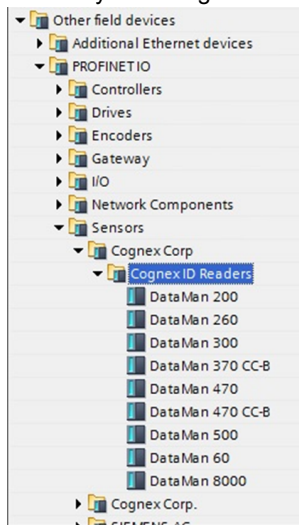 Other field devices
Additional Ethernet devices
PROFINET IO
Controllers
Drives
Encoders
Gateway
I/O
Network Components
Sensors
Cognex Corp
Cognex ID Readers
DataMan 200
DataMan 260
DataMan 300
DataMan 370 CC-B
DataMan 470
DataMan 470 CC-B
DataMan 500
DataMan 60
DataMan 8000
Cognex Corp.
SIEMENS AG